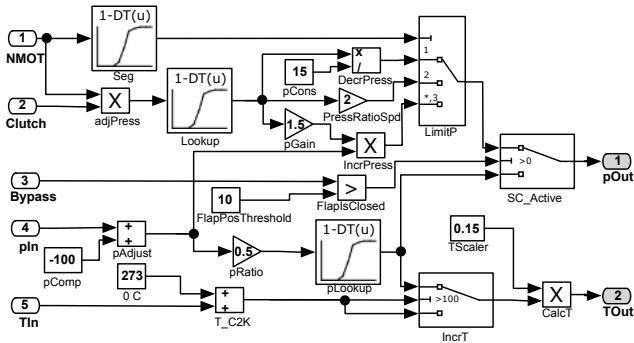 1-DT(u)
1
NMOT
Seg
x
/
1
15
pCons
DecrPress
1-DT(u)
2
Clutch
X
adjPress
Lookup
2
PressRatioSpd
2
*,3
LimitP
1.5
pGain
X
IncrPress
>0
1
pOut
SC_Active
3
Bypass
10
FlapPosThreshold
>
FlapIsClosed
4
pIn
+
+
pAdjust
-100
pComp
0.5
pRatio
1-DT(u)
pLookup
0.15
TScaler
273
0 C
5
TIn
+
+
T_C2K
>100
IncrT
X
CalcT
2
TOut